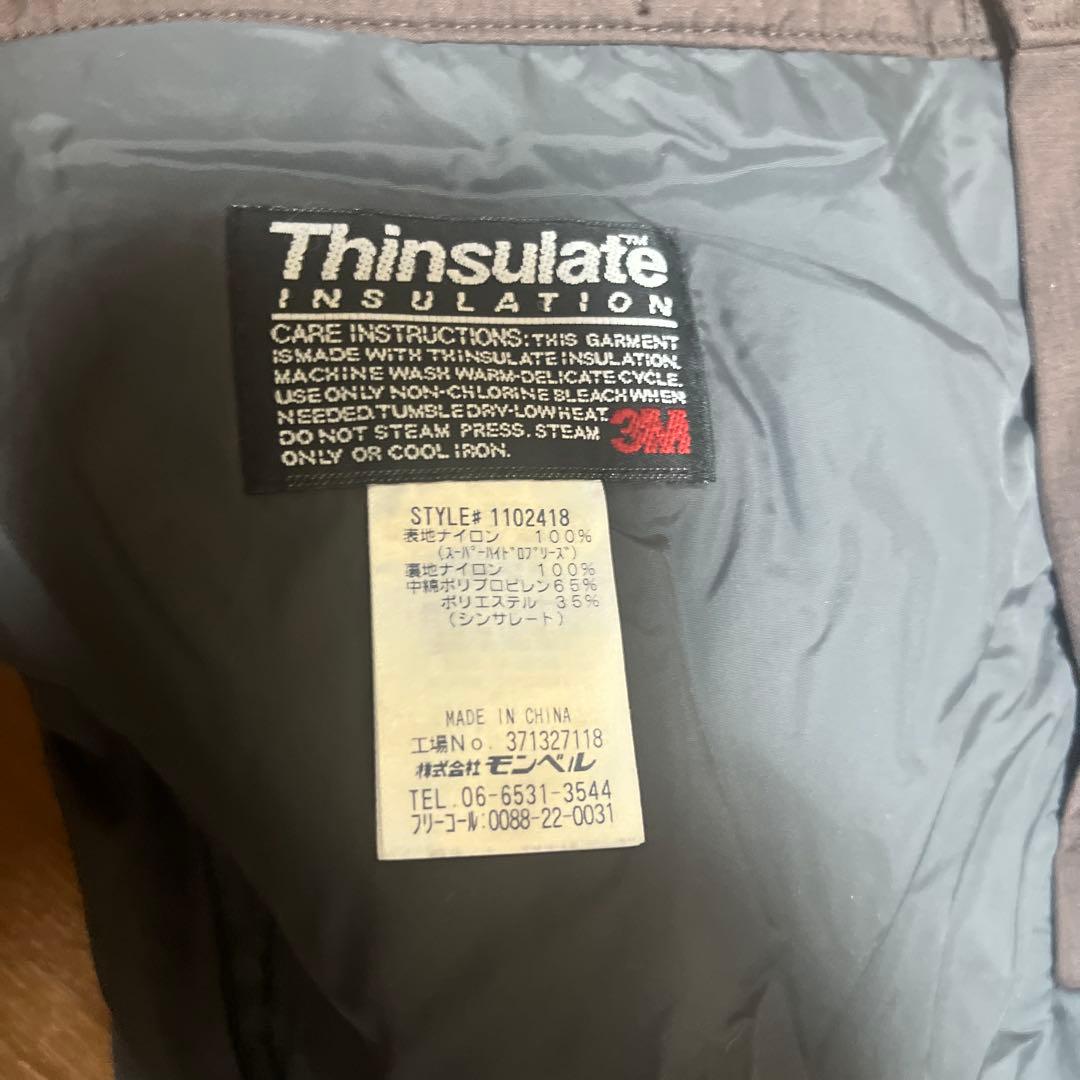 Thinsulate™
INSULATION
CARE INSTRUCTIONS: THIS GARMENT
IS MADE WITH THINSULATE INSULATION.
MACHINE WASH WARM-DELICATE CYCLE.
USE ONLY NON-CHLORINE BLEACH WHEN
NEEDED. TUMBLE DRY-LOW HEAT.
DO NOT STEAM PRESS. STEAM
ONLY OR COOL IRON.
3M
STYLE# 1102418
表地ナイロン 100%
(スーパーハイドロブリーズ)
裏地ナイロン 100%
中綿ポリプロピレン65%
ポリエステル 35%
(シンサレート)
MADE IN CHINA
工場No. 371327118
株式会社 モンベル
TEL.06-6531-3544
フリーコール:0088-22-0031